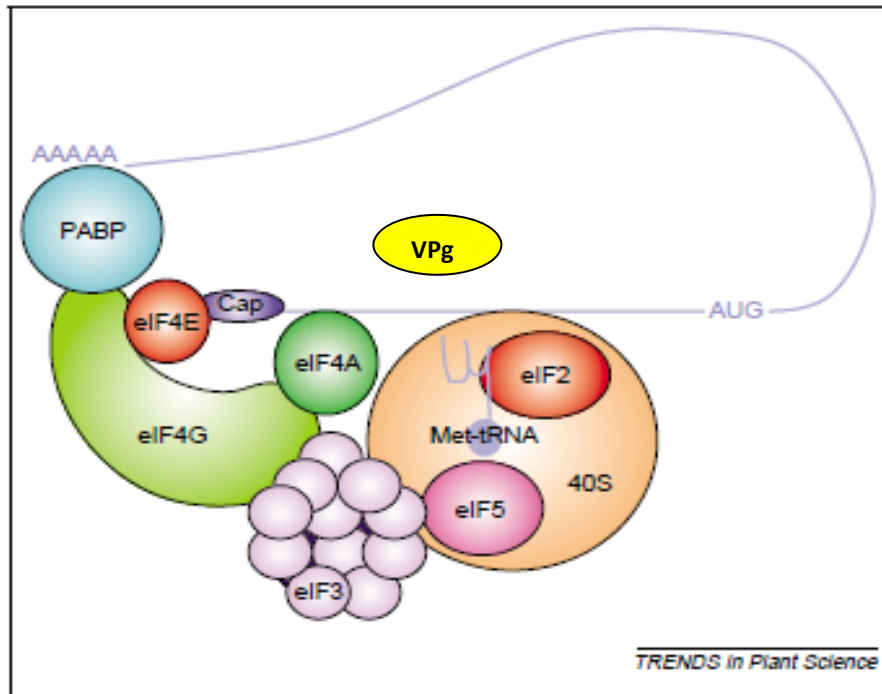 AAAAA
PABP
VPg
eIF4E
Cap
AUG
eIF4A
eIF2
eIF4G
Met-tRNA
40S
eIF5
eIF3
TRENDS in Plant Science